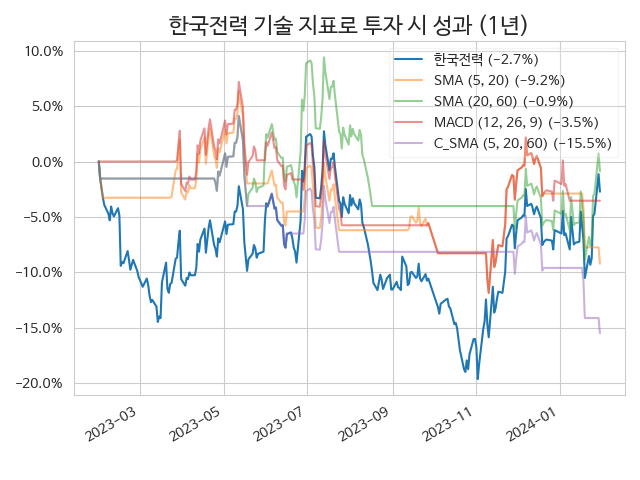 한국전력 기술 지표로 투자 시 성과 (1년)
10.0%
5.0%
0.0%
−5.0%
−10.0%
−15.0%
−20.0%
한국전력 (−2.7%)
SMA (5, 20) (−9.2%)
SMA (20, 60) (−0.9%)
MACD (12, 26, 9) (−3.5%)
C_SMA (5, 20, 60) (−15.5%)
2023−03
2023−05
2023−07
2023−09
2023−11
2024−01